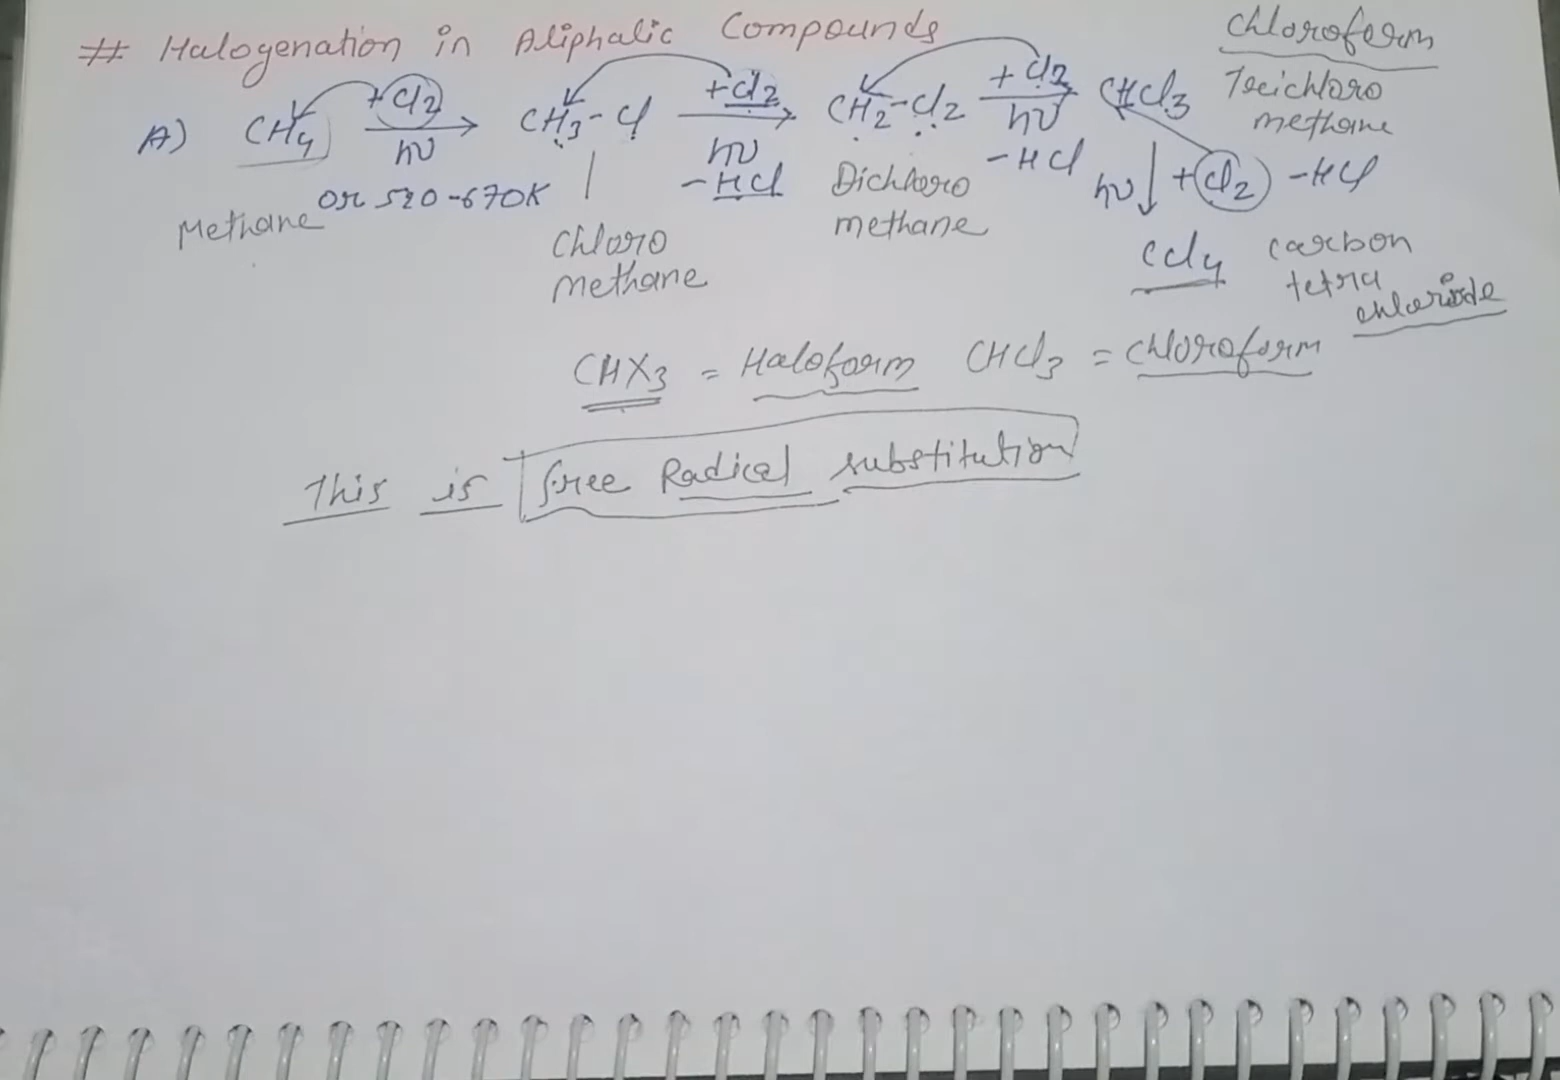 # Halogenation in Aliphalic Compounds
A) CH4 +Cl2 hν CH3-Cl +Cl2 hν -HCl CH2-Cl2 +Cl2 hν -HCl CHCl3 Chloroform
or 520-670K
Trichloro
methane
Methane
Chloro
methane
Dichloro
methane
hν +Cl2 -HCl
CCl4 carbon
tetra
chloride
CHX3 = Haloform CHCl3 = Chloroform
This is free Radical substitution